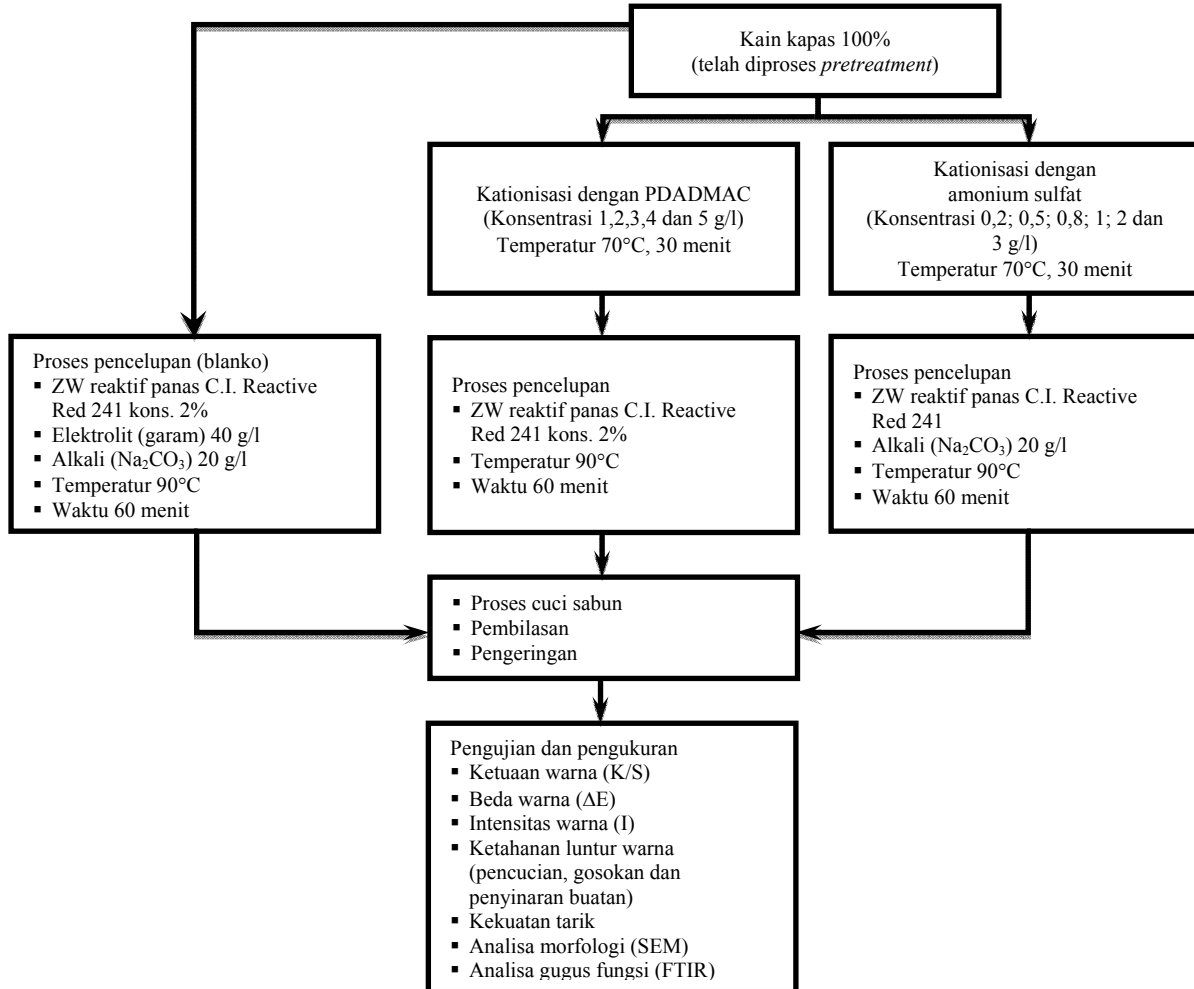 Kain kapas 100%
(telah diproses pretreatment)
Kationisasi dengan PDADMAC
(Konsentrasi 1,2,3,4 dan 5 g/l)
Temperatur 70°C, 30 menit
Kationisasi dengan
amonium sulfat
(Konsentrasi 0,2; 0,5; 0,8; 1; 2 dan
3 g/l)
Temperatur 70°C, 30 menit
Proses pencelupan (blanko)
▪ ZW reaktif panas C.I. Reactive
Red 241 kons. 2%
▪ Elektrolit (garam) 40 g/l
▪ Alkali (Na₂CO₃) 20 g/l
▪ Temperatur 90°C
▪ Waktu 60 menit
Proses pencelupan
▪ ZW reaktif panas C.I. Reactive
Red 241 kons. 2%
▪ Temperatur 90°C
▪ Waktu 60 menit
Proses pencelupan
▪ ZW reaktif panas C.I. Reactive
Red 241
▪ Alkali (Na₂CO₃) 20 g/l
▪ Temperatur 90°C
▪ Waktu 60 menit
▪ Proses cuci sabun
▪ Pembilasan
▪ Pengeringan
Pengujian dan pengukuran
▪ Ketuaan warna (K/S)
▪ Beda warna (ΔE)
▪ Intensitas warna (I)
▪ Ketahanan luntur warna
(pencucian, gosokan dan
penyinaran buatan)
▪ Kekuatan tarik
▪ Analisa morfologi (SEM)
▪ Analisa gugus fungsi (FTIR)